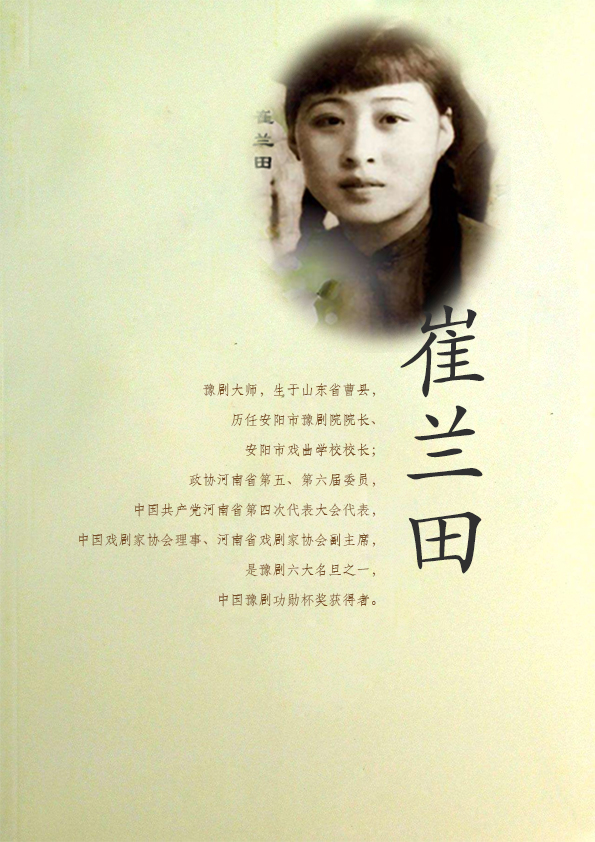 崔兰田
崔兰田
豫剧大师，生于山东省曹县，
历任安阳市豫剧院院长、
安阳市戏曲学校校长；
政协河南省第五、第六届委员，
中国共产党河南省第四次代表大会代表，
中国戏剧家协会理事、河南省戏剧家协会副主席，
是豫剧六大名旦之一，
中国豫剧功勋杯奖获得者。